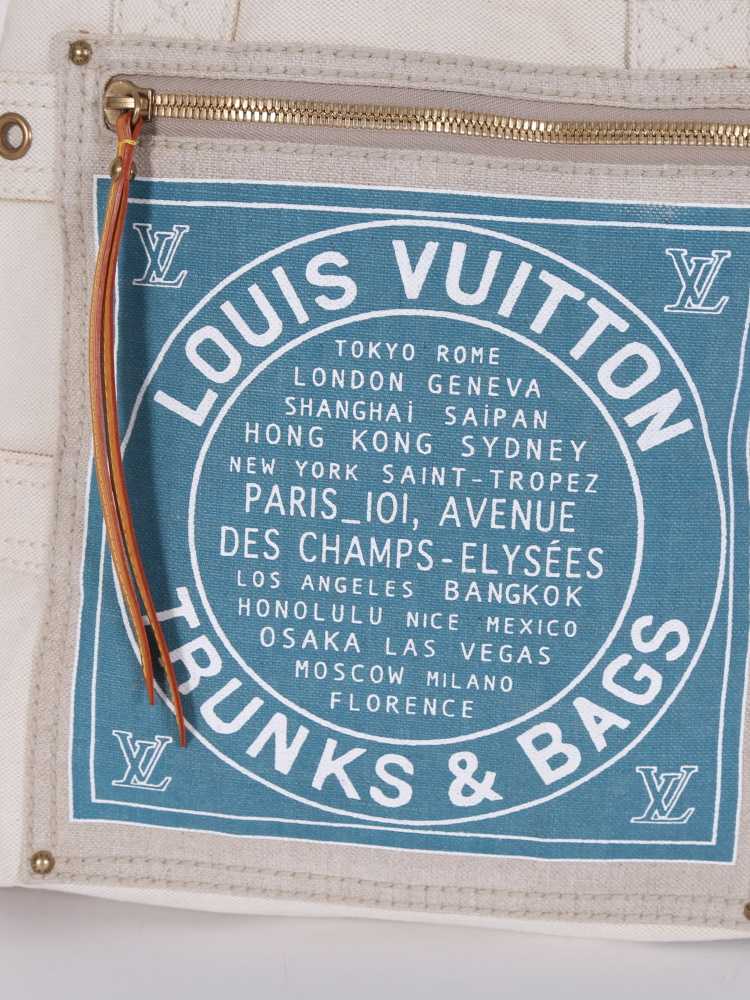 LV LV
LOUIS VUITTON
TOKYO ROME
LONDON GENEVA
SHANGHAi SAiPAN
HONG KONG SYDNEY
NEW YORK SAINT-TROPEZ
PARIS_101, AVENUE
DES CHAMPS-ELYSÉES
LOS ANGELES BANGKOK
HONOLULU NICE MEXICO
OSAKA LAS VEGAS
MOSCOW MILANO
FLORENCE
TRUNKS & BAGS
LV LV